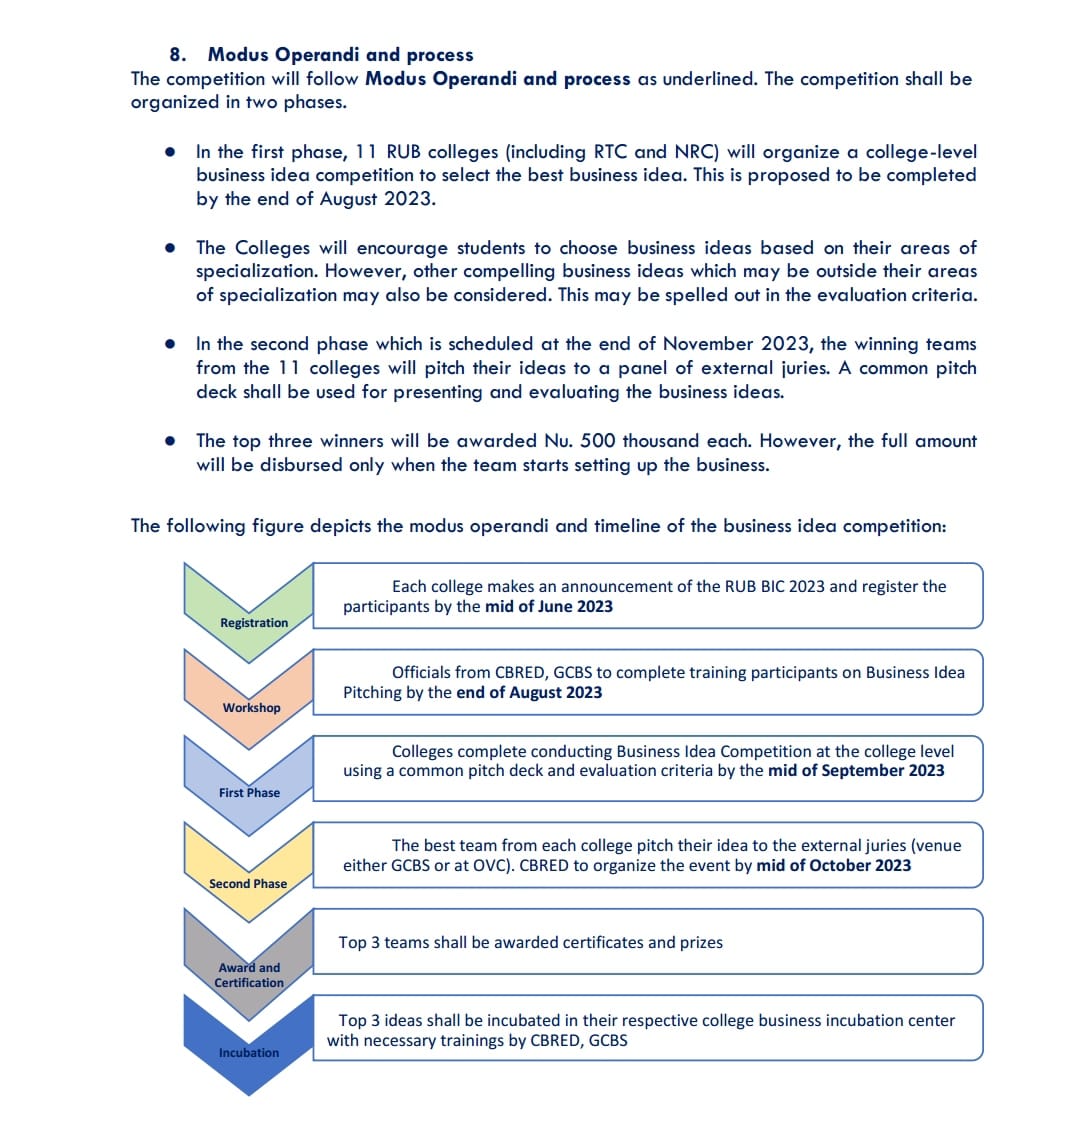 8. Modus Operandi and process
The competition will follow Modus Operandi and process as underlined. The competition shall be
organized in two phases.
● In the first phase, 11 RUB colleges (including RTC and NRC) will organize a college-level
business idea competition to select the best business idea. This is proposed to be completed
by the end of August 2023.
● The Colleges will encourage students to choose business ideas based on their areas of
specialization. However, other compelling business ideas which may be outside their areas
of specialization may also be considered. This may be spelled out in the evaluation criteria.
● In the second phase which is scheduled at the end of November 2023, the winning teams
from the 11 colleges will pitch their ideas to a panel of external juries. A common pitch
deck shall be used for presenting and evaluating the business ideas.
● The top three winners will be awarded Nu. 500 thousand each. However, the full amount
will be disbursed only when the team starts setting up the business.
The following figure depicts the modus operandi and timeline of the business idea competition:
Registration
Each college makes an announcement of the RUB BIC 2023 and register the
participants by the mid of June 2023
Workshop
Officials from CBRED, GCBS to complete training participants on Business Idea
Pitching by the end of August 2023
First Phase
Colleges complete conducting Business Idea Competition at the college level
using a common pitch deck and evaluation criteria by the mid of September 2023
Second Phase
The best team from each college pitch their idea to the external juries (venue
either GCBS or at OVC). CBRED to organize the event by mid of October 2023
Award and
Certification
Top 3 teams shall be awarded certificates and prizes
Incubation
Top 3 ideas shall be incubated in their respective college business incubation center
with necessary trainings by CBRED, GCBS